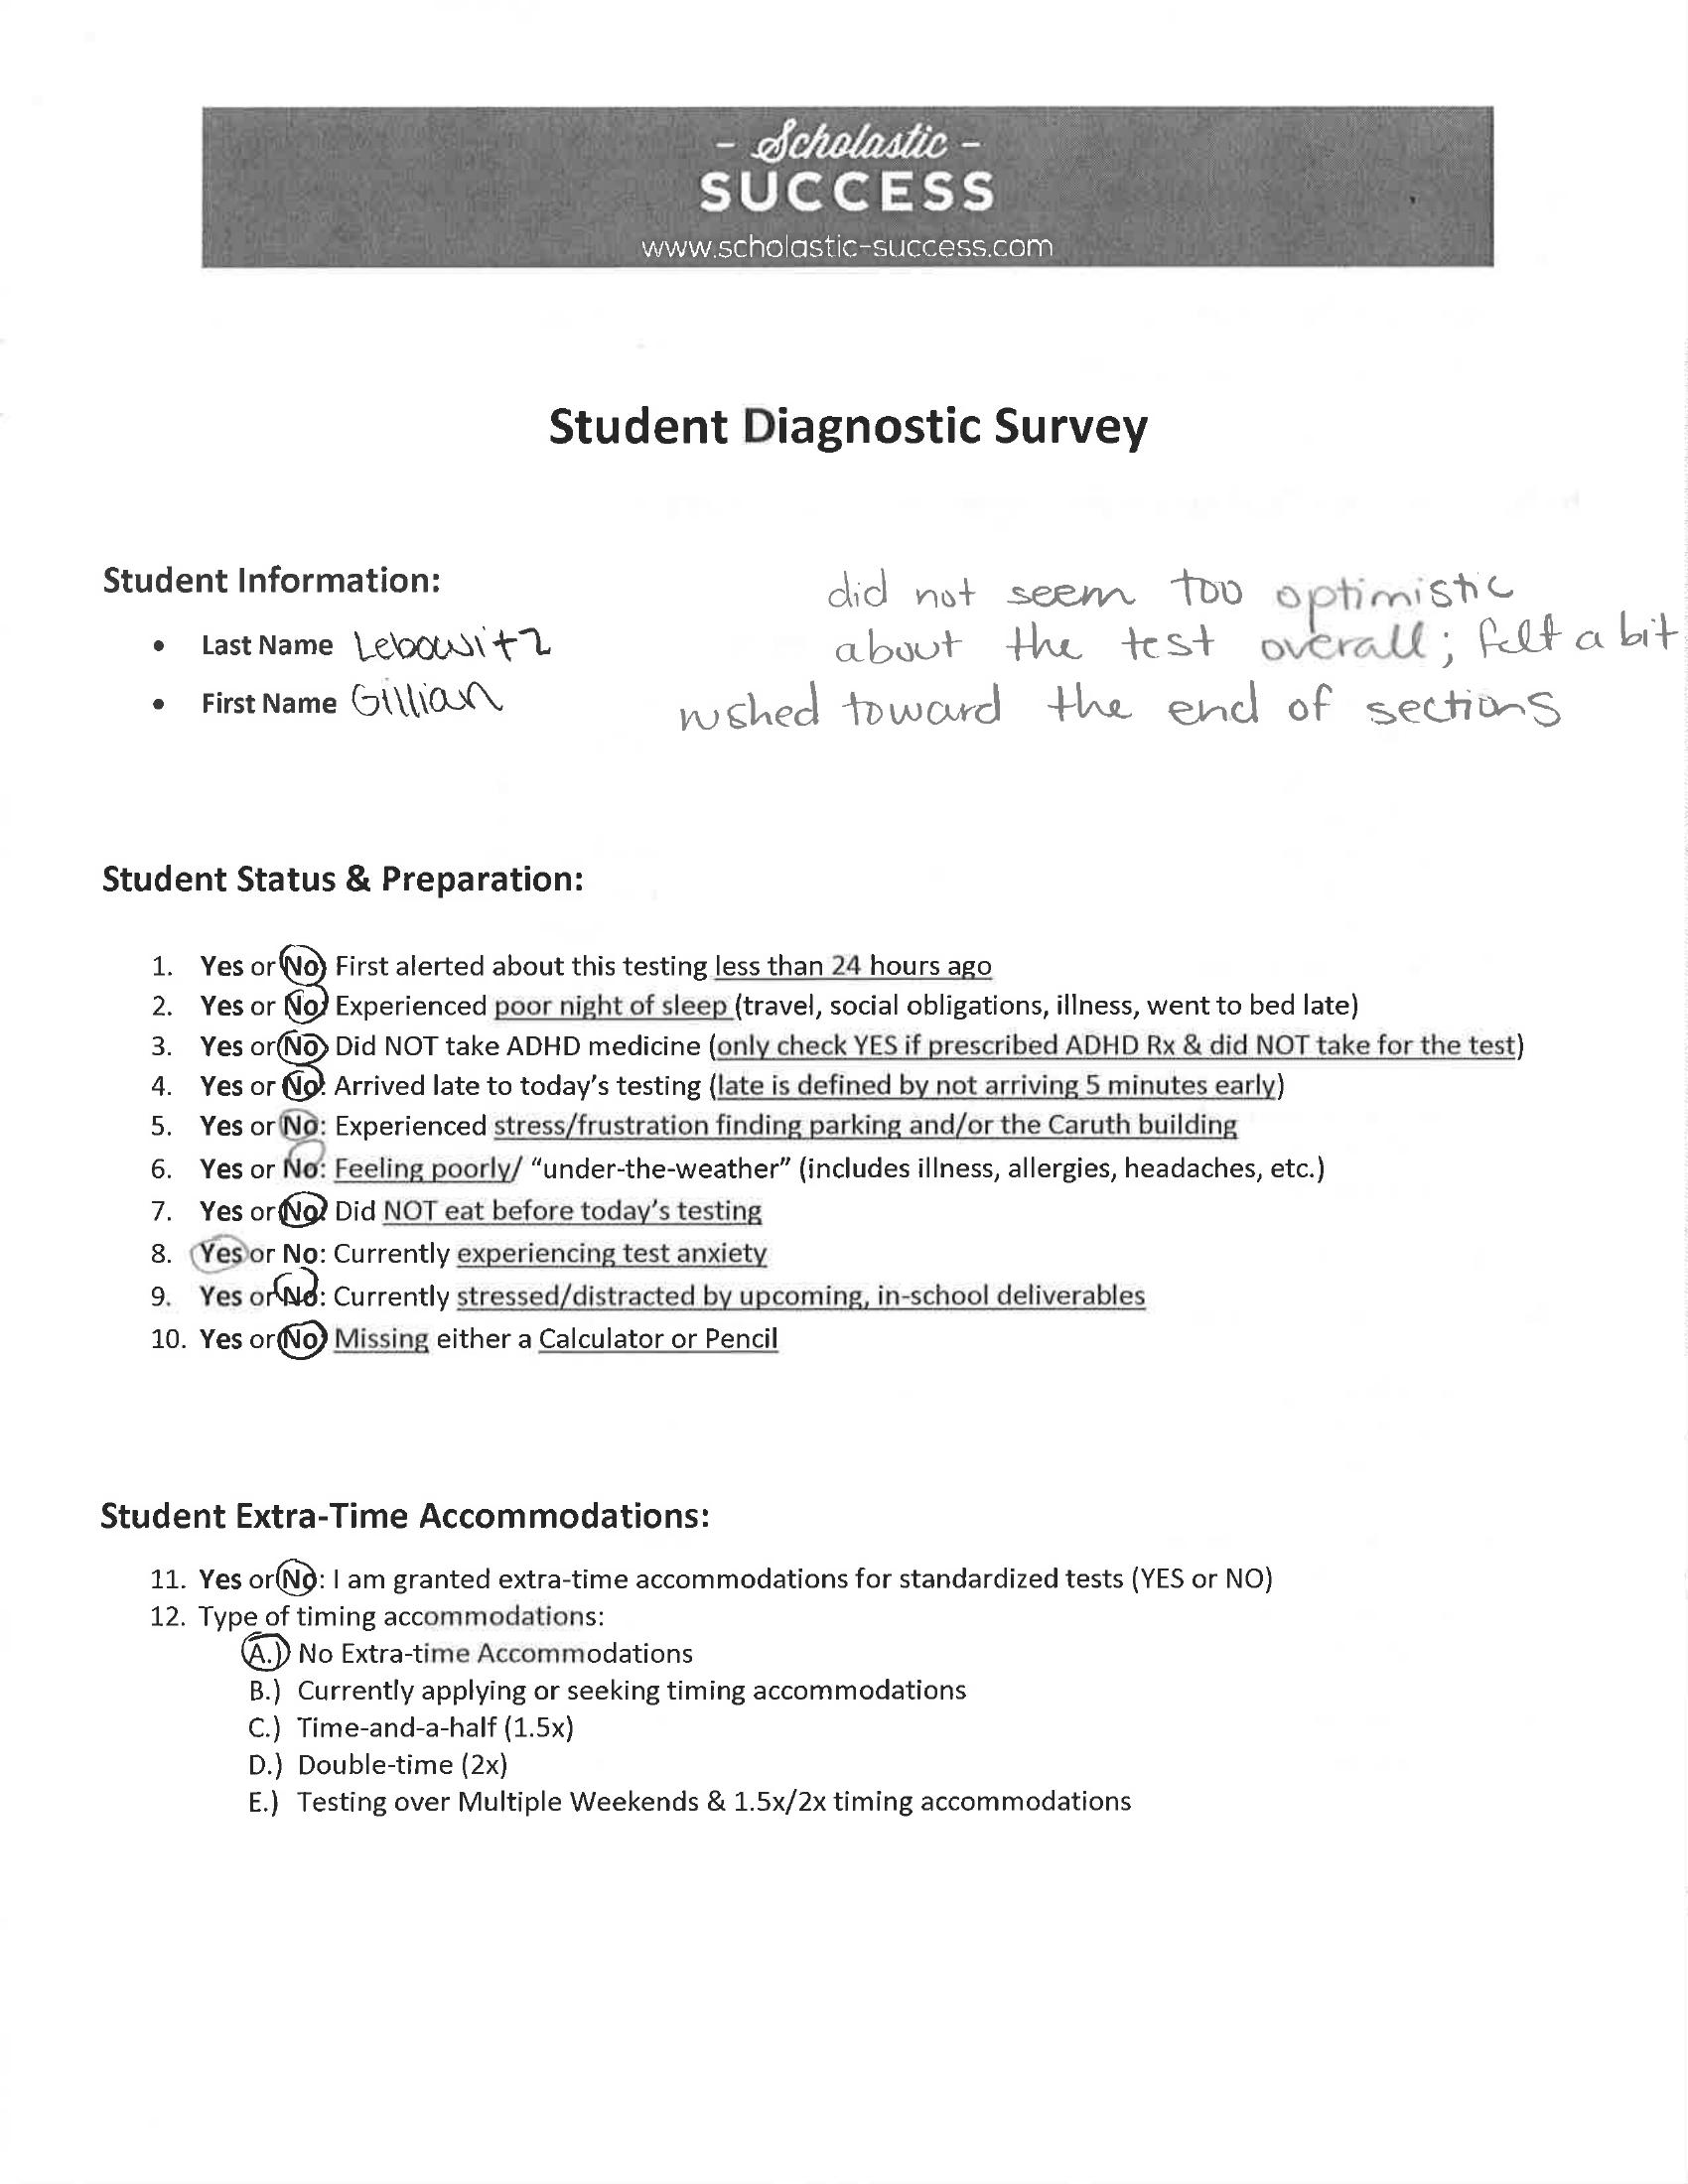 - Scholastic -
SUCCESS
www.scholastic-success.com
Student Diagnostic Survey
Student Information:
did not seem too optimistic
• Last Name Lebowitz
about the test overall; felt a bit
• First Name Gillian
rushed toward the end of sections
Student Status & Preparation:
1. Yes or No: First alerted about this testing less than 24 hours ago
2. Yes or No: Experienced poor night of sleep (travel, social obligations, illness, went to bed late)
3. Yes or No: Did NOT take ADHD medicine (only check YES if prescribed ADHD Rx & did NOT take for the test)
4. Yes or No: Arrived late to today's testing (late is defined by not arriving 5 minutes early)
5. Yes or No: Experienced stress/frustration finding parking and/or the Caruth building
6. Yes or No: Feeling poorly/ "under-the-weather" (includes illness, allergies, headaches, etc.)
7. Yes or No: Did NOT eat before today's testing
8. Yes or No: Currently experiencing test anxiety
9. Yes or No: Currently stressed/distracted by upcoming, in-school deliverables
10. Yes or No: Missing either a Calculator or Pencil
Student Extra-Time Accommodations:
11. Yes or No: I am granted extra-time accommodations for standardized tests (YES or NO)
12. Type of timing accommodations:
A.) No Extra-time Accommodations
B.) Currently applying or seeking timing accommodations
C.) Time-and-a-half (1.5x)
D.) Double-time (2x)
E.) Testing over Multiple Weekends & 1.5x/2x timing accommodations